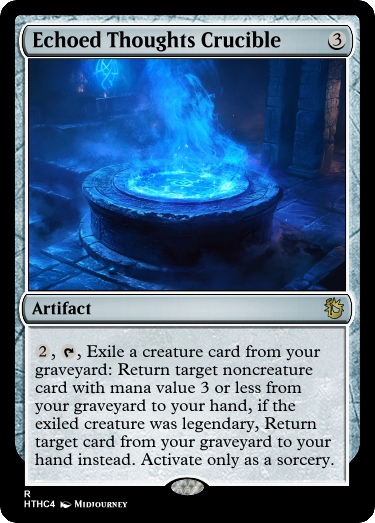 Echoed Thoughts Crucible 3
Artifact
2, T, Exile a creature card from your
graveyard: Return target noncreature
card with mana value 3 or less from
your graveyard to your hand, if the
exiled creature was legendary, Return
target card from your graveyard to your
hand instead. Activate only as a sorcery.
R
HTHC4 Midjourney